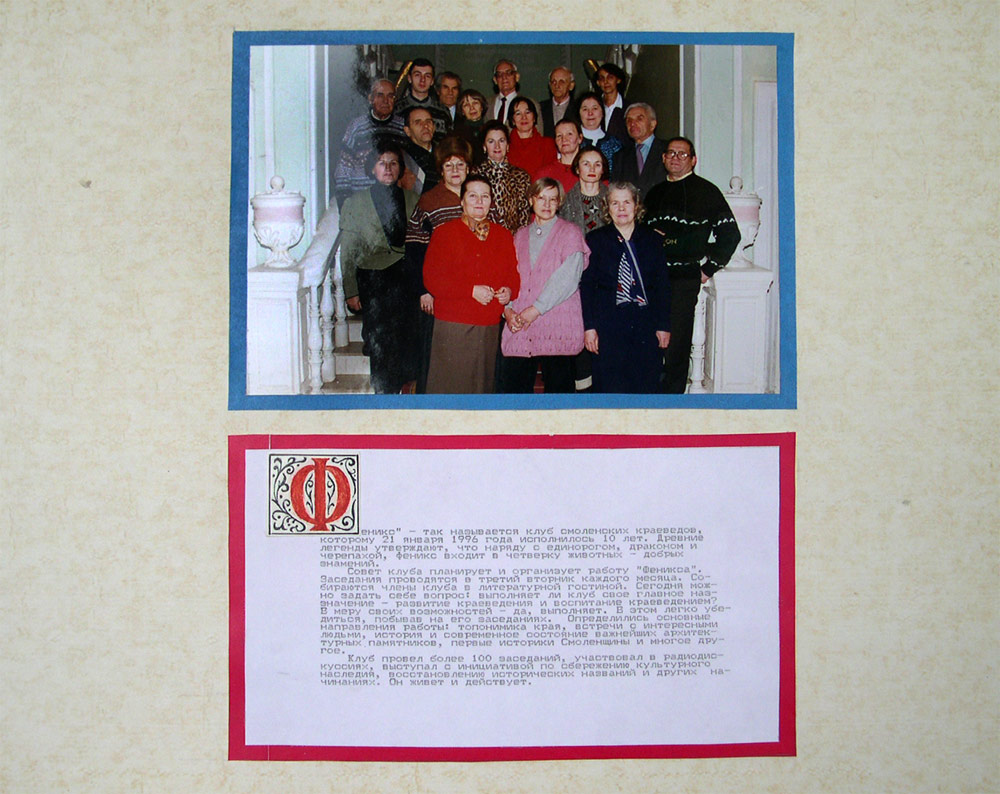 Феникс" - так называется клуб смоленских краеведов,
которому 21 января 1996 года исполнилось 10 лет. Древние
легенды утверждают, что наряду с единорогом, драконом и
черепахой, феникс входит в четверку животных - добрых
знамений.
Совет клуба планирует и организует работу "Феникса".
Заседания проводятся в третий вторник каждого месяца. Со-
бираются члены клуба в литературной гостиной. Сегодня мож-
но задать себе вопрос: выполняет ли клуб свое главное наз-
значение - развитие краеведения и воспитание краеведением?
В меру своих возможностей - да, выполняет. В этом легко убе-
диться, побывав на его заседаниях. Определились основные
направления работы: топонимика края, встречи с интересными
людьми, история и современное состояние важнейших архитек-
турных памятников, первые историки Смоленщины и многое дру-
гое.
Клуб провел более 100 заседаний, участвовал в радиодис-
куссиях, выступал с инициативой по сбережению культурного
наследия, восстановлению исторических названий и других на-
чинаниях. Он живет и действует.